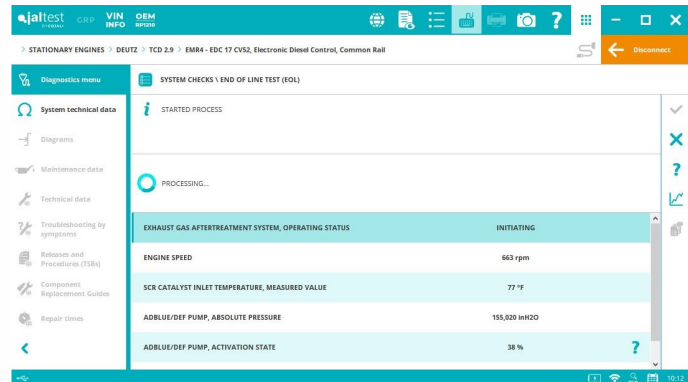 jaltest GRP VIN INFO OEM RP1210
> STATIONARY ENGINES > DEUTZ > TCD 2.9 > EMR4 - EDC 17 CV52, Electronic Diesel Control, Common Rail
Disconnect
Diagnostics menu
SYSTEM CHECKS \ END OF LINE TEST (EOL)
System technical data
STARTED PROCESS
Diagrams
Maintenance data
PROCESSING...
Technical data
Troubleshooting by
symptoms
EXHAUST GAS AFTERTREATMENT SYSTEM, OPERATING STATUS INITIATING
Releases and
Procedures (TSBs)
ENGINE SPEED 663 rpm
Component
Replacement Guides
SCR CATALYST INLET TEMPERATURE, MEASURED VALUE 77 °F
Repair times
ADBLUE/DEF PUMP, ABSOLUTE PRESSURE 155,020 inH2O
ADBLUE/DEF PUMP, ACTIVATION STATE 38 %
10:12